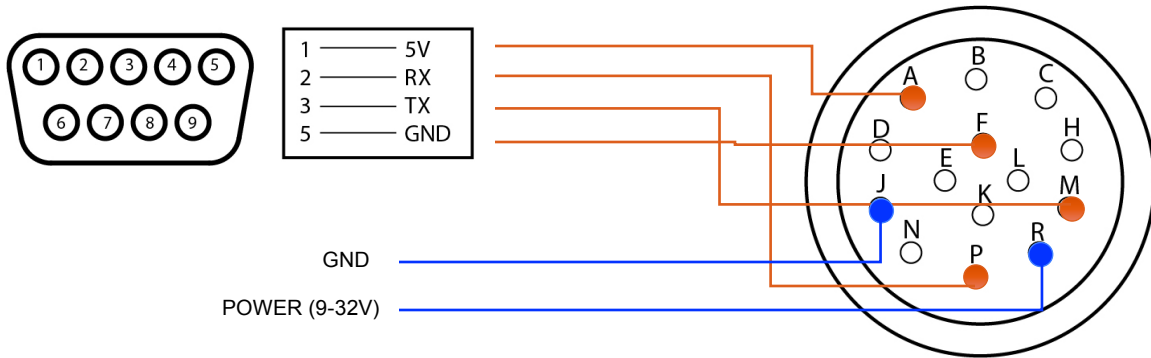 1 2 3 4 5
6 7 8 9
1 5V
2 RX
3 TX
5 GND
GND
POWER (9-32V)
B
A C
D F H
E L
J K M
N R
P